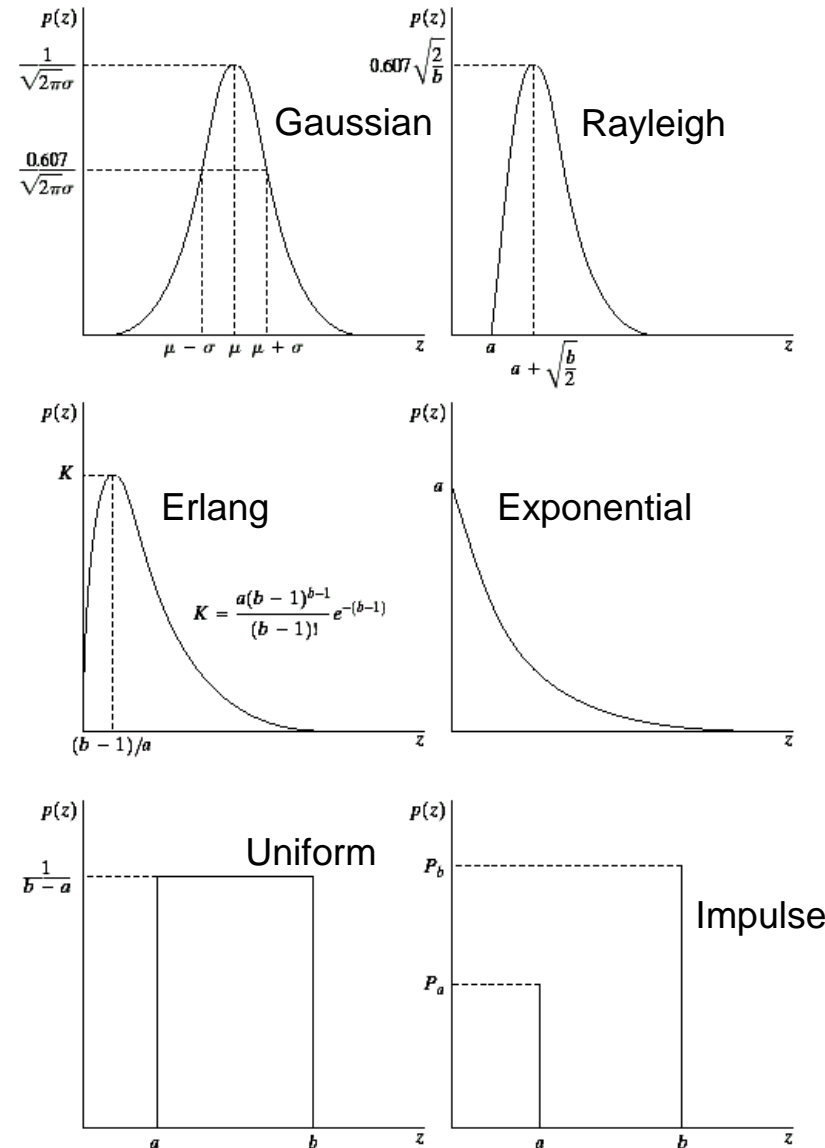 p(z)
1/√2πσ
Gaussian
0.607/√2πσ
μ − σ μ μ + σ z
p(z)
0.607√2/b
Rayleigh
a z
a + √b/2
p(z)
K
Erlang
K = a(b − 1)^{b−1}/(b − 1)! e^{−(b−1)}
(b − 1)/a z
p(z)
a
Exponential
z
p(z)
Uniform
1/b − a
a b z
p(z)
P_b
Impulse
P_a
a b z